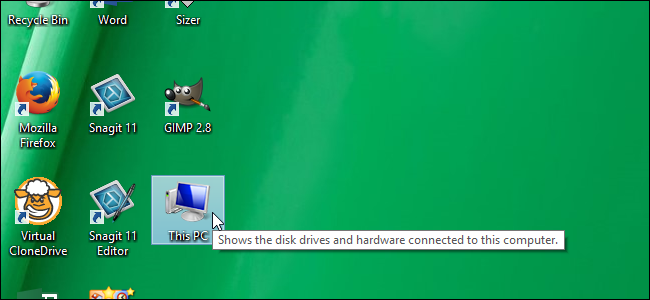 Recycle Bin
Word
Sizer
Mozilla
Firefox
Snagit 11
GIMP 2.8
Virtual
CloneDrive
Snagit 11
Editor
This PC
Shows the disk drives and hardware connected to this computer.